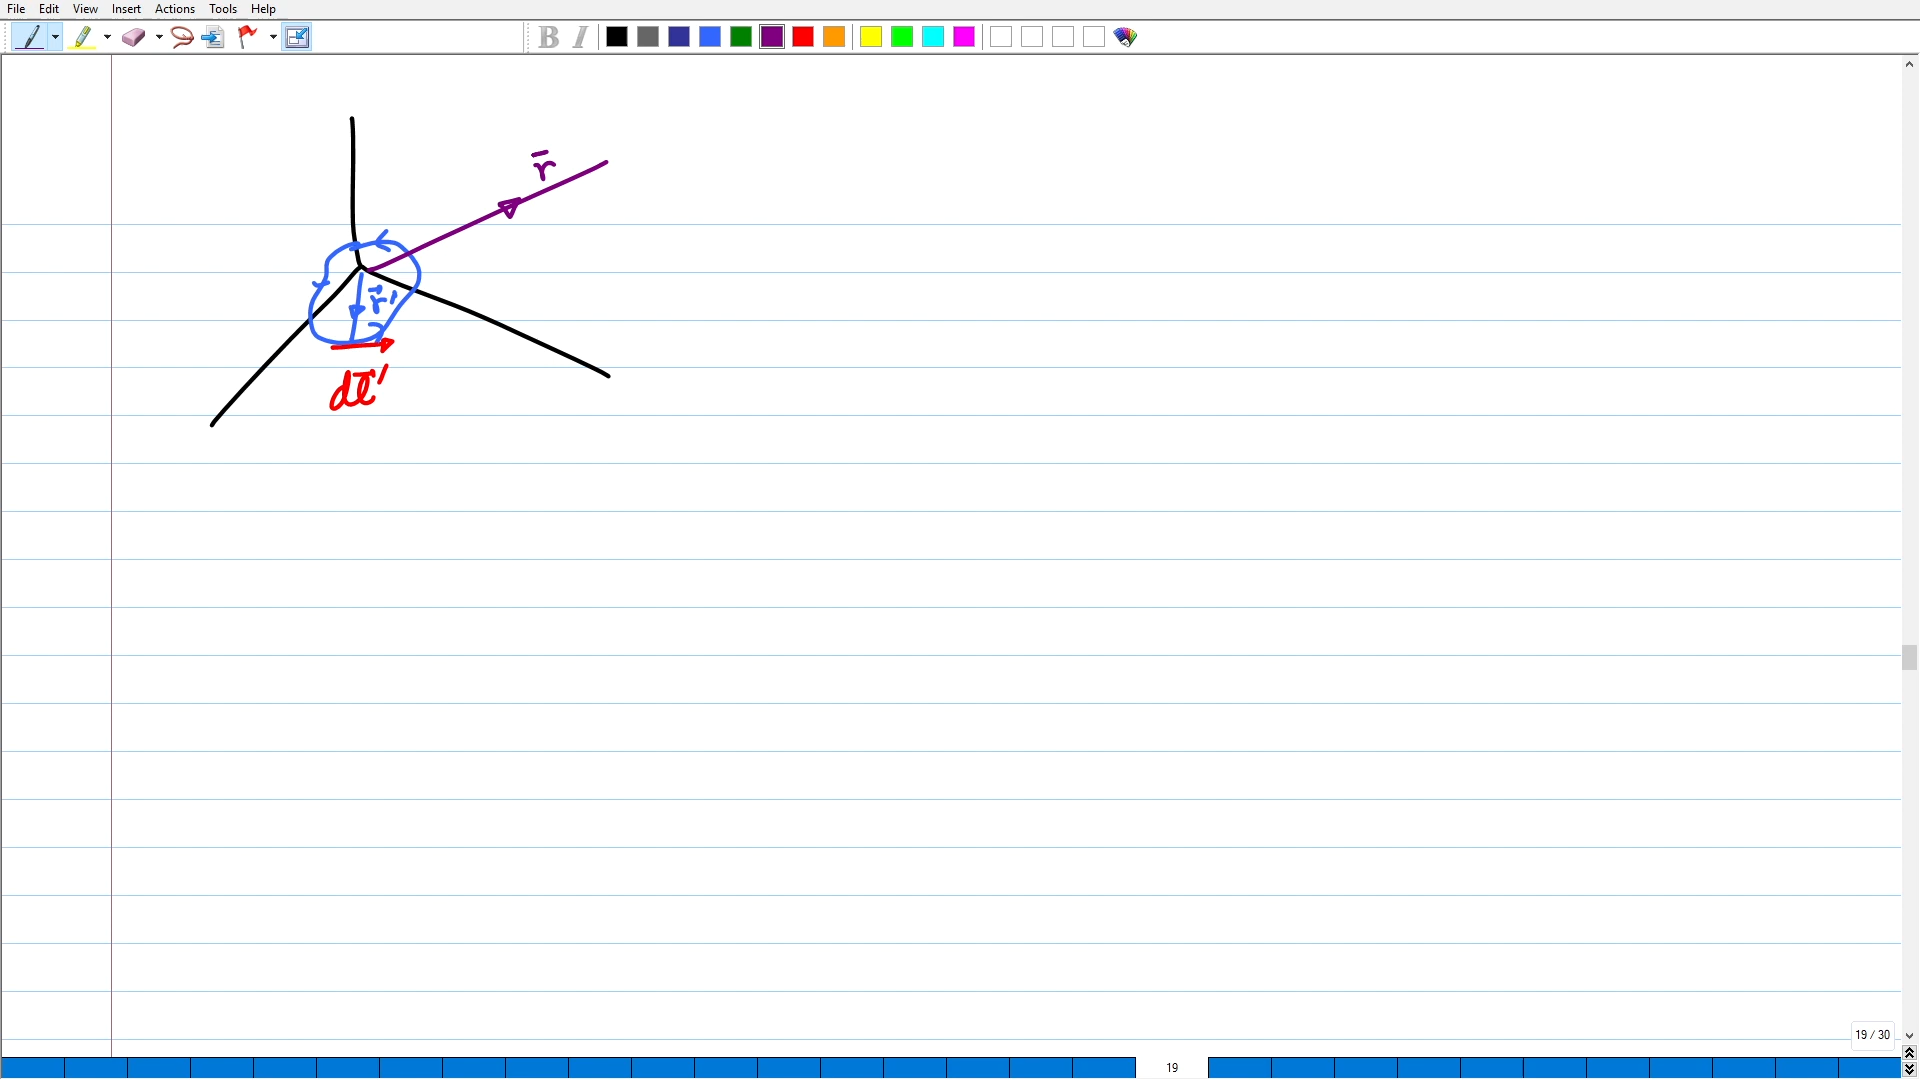 File Edit View Insert Actions Tools Help
B I
r̄
r⃗'
dl̄'
19 / 30
19